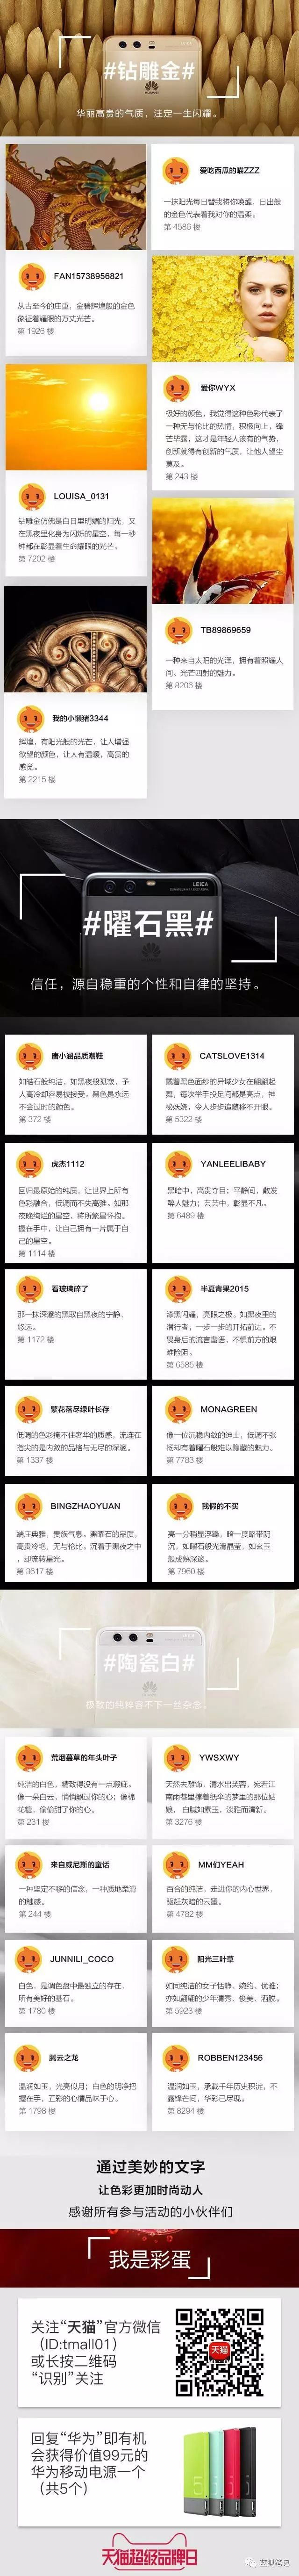 #钻雕金#
HUAWEI
华丽高贵的气质，注定一生闪耀。
FAN15738956821
从古至今的庄重，金碧辉煌般的金色
象征着耀眼的万丈光芒。
第 1926 楼
LOUISA_0131
钻雕金仿佛是白日里明媚的阳光，又
在黑夜里化身为闪烁的星空，每一秒
钟都在彰显着生命耀眼的光芒。
第 7202 楼
我的小懒猪3344
辉煌，有阳光般的光芒，让人增强
欲望的颜色，让人有温暖，高贵的
感觉。
第 2215 楼
爱吃西瓜的喵ZZZ
一抹阳光每日替我将你唤醒，日出般
的金色代表着我对你的温柔。
第 4586 楼
爱你WYX
极好的颜色，我觉得这种色彩代表了
一种无与伦比的热情，积极向上，锋
芒毕露，这才是年轻人该有的气势，
创新就得有创新的气质，让他人望尘
莫及。
第 243 楼
TB89869659
一种来自太阳的光泽，拥有着照耀人
间、光芒四射的魅力。
第 8206 楼
LEICA
#曜石黑#
信任，源自稳重的个性和自律的坚持。
唐小涵品质潮鞋
如皓石般纯洁，如黑夜般孤寂，予
人高冷却容易被接受。黑色是永远
不会过时的颜色。
第 372 楼
CATSLOVE1314
戴着黑色面纱的异域少女在翩翩起
舞，每次举手投足间都是亮点，神
秘妖娆，令人步步追随移不开眼。
第 5322 楼
虎杰1112
回归最原始的纯质，让世界上所有
色彩融合，低调而不失高雅。如那
夜晚绚烂的星空，将所繁星怀抱。
握在手中，让自己拥有一片属于自
己的星空。
第 1114 楼
YANLEELIBABY
黑暗中，高贵夺目；平静间，散发
醉人魅力；芸芸中，彰显不凡。
第 6489 楼
看玻璃碎了
那一抹深邃的黑取自黑夜的宁静、
悠远。
第 1172 楼
半夏青果2015
漆黑闪耀，亮眼之极。如黑夜里的
潜行者，一步一步的开拓前进。不
畏身后的流言蜚语，不惧前方的艰
难险阻。
第 6585 楼
繁花落尽绿叶长存
低调的色彩掩不住奢华的质感，流连在
指尖的是内敛的品格与无尽的深邃。
第 1337 楼
MONAGREEN
像一位沉稳内敛的绅士，低调不张
扬却有着曜石般难以隐藏的魅力。
第 7783 楼
BINGZHAOYUAN
端庄典雅，贵族气息。黑曜石的品质，
高贵冷艳，无与伦比。沉着于黑夜之中
，却流转星光。
第 3617 楼
我假的不买
亮一分稍显浮躁，暗一度略带阴
沉，如曜石般光滑晶莹，如玄玉
般成熟深邃。
第 7960 楼
#陶瓷白#
极致的纯粹容不下一丝杂念。
荒烟蔓草的年头叶子
纯洁的白色，精致得没有一点瑕疵。
像一朵白云，悄悄飘过你的心；像棉
花糖，偷偷甜了你的心。
第 231 楼
YWSXWY
天然去雕饰，清水出芙蓉，宛若江
南雨巷里撑着纸伞的梦里的那位姑
娘， 白腻如素玉，淡雅而清新。
第 3276 楼
来自威尼斯的童话
一种坚定不移的信念，一种质地柔滑
的触感。
第 244 楼
MM们YEAH
百合的纯洁，走进你的内心世界，
驱赶灰暗的云墨。
第 4782 楼
JUNNILI_COCO
白色，是调色盘中最独立的存在，
所有美好的基石。
第 1780 楼
阳光三叶草
如同纯洁的女子恬静、婉约、优雅；
亦如翩翩的少年清秀、俊美、洒脱。
第 5923 楼
腾云之龙
温润如玉，光亮似月；白色的明净把
握在手，五彩的心情品味于心。
第 1798 楼
ROBBEN123456
温润如玉，承载千年历史积淀，不
露锋芒间，华彩已尽现。
第 8294 楼
通过美妙的文字
让色彩更加时尚动人
感谢所有参与活动的小伙伴们
我是彩蛋
关注“天猫”官方微信
（ID:tmall01）
或长按二维码
“识别”关注
天猫
回复“华为”即有机
会获得价值99元的
华为移动电源一个
（共5个）
天猫超级品牌日
蓝狐笔记